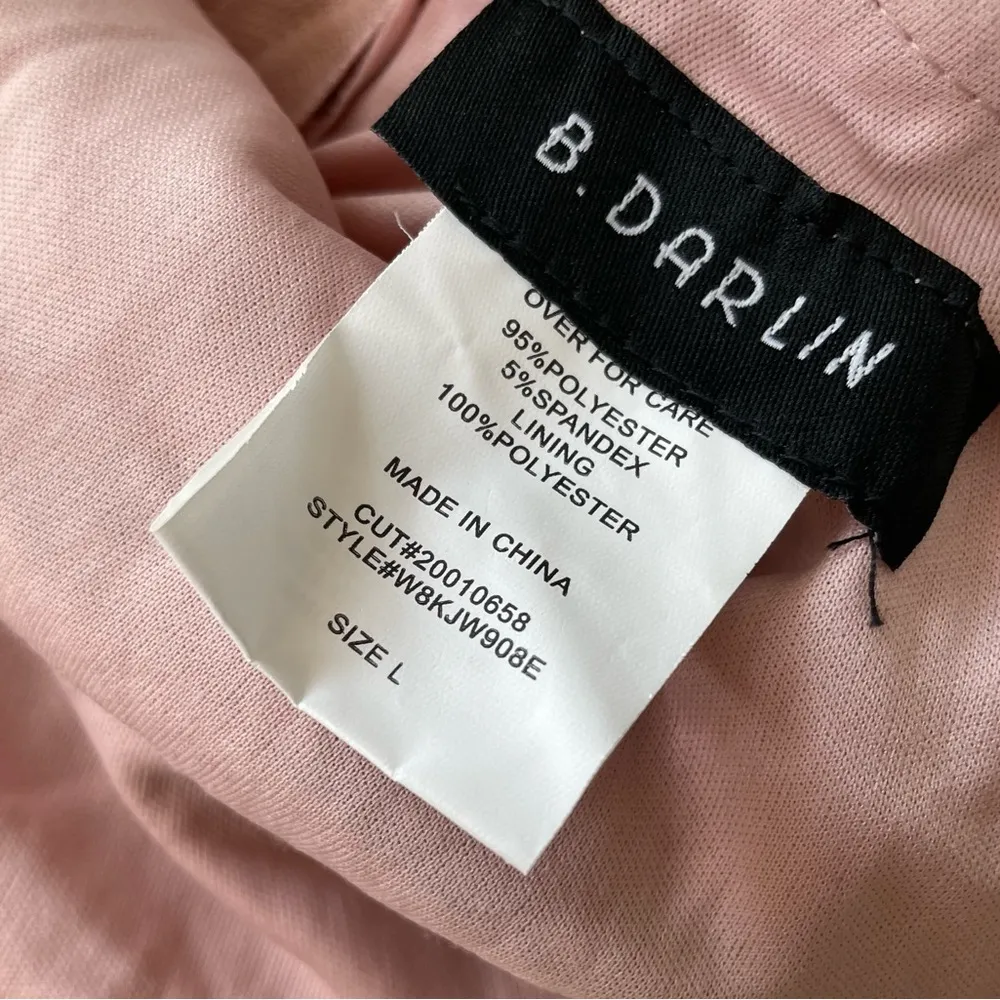 B. DARLIN
OVER FOR CARE
95%POLYESTER
5%SPANDEX
LINING
100%POLYESTER
MADE IN CHINA
CUT#20010658
STYLE#W8KJW908E
SIZE L